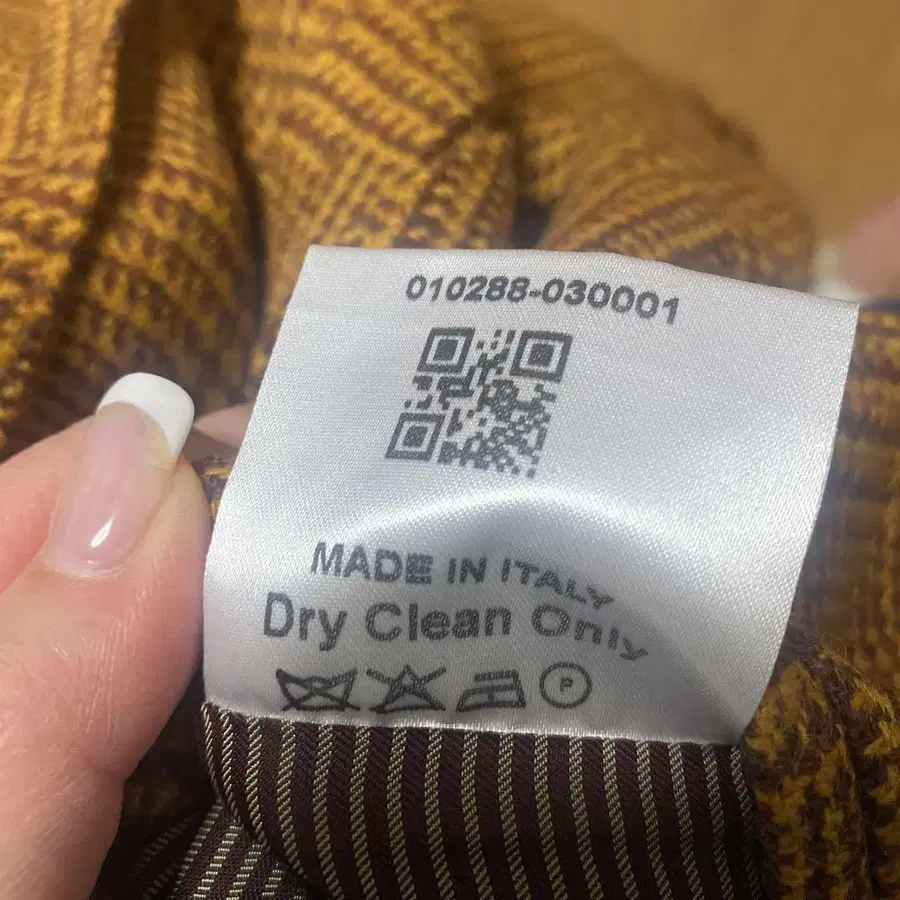 010288-030001
MADE IN ITALY
Dry Clean Only
P